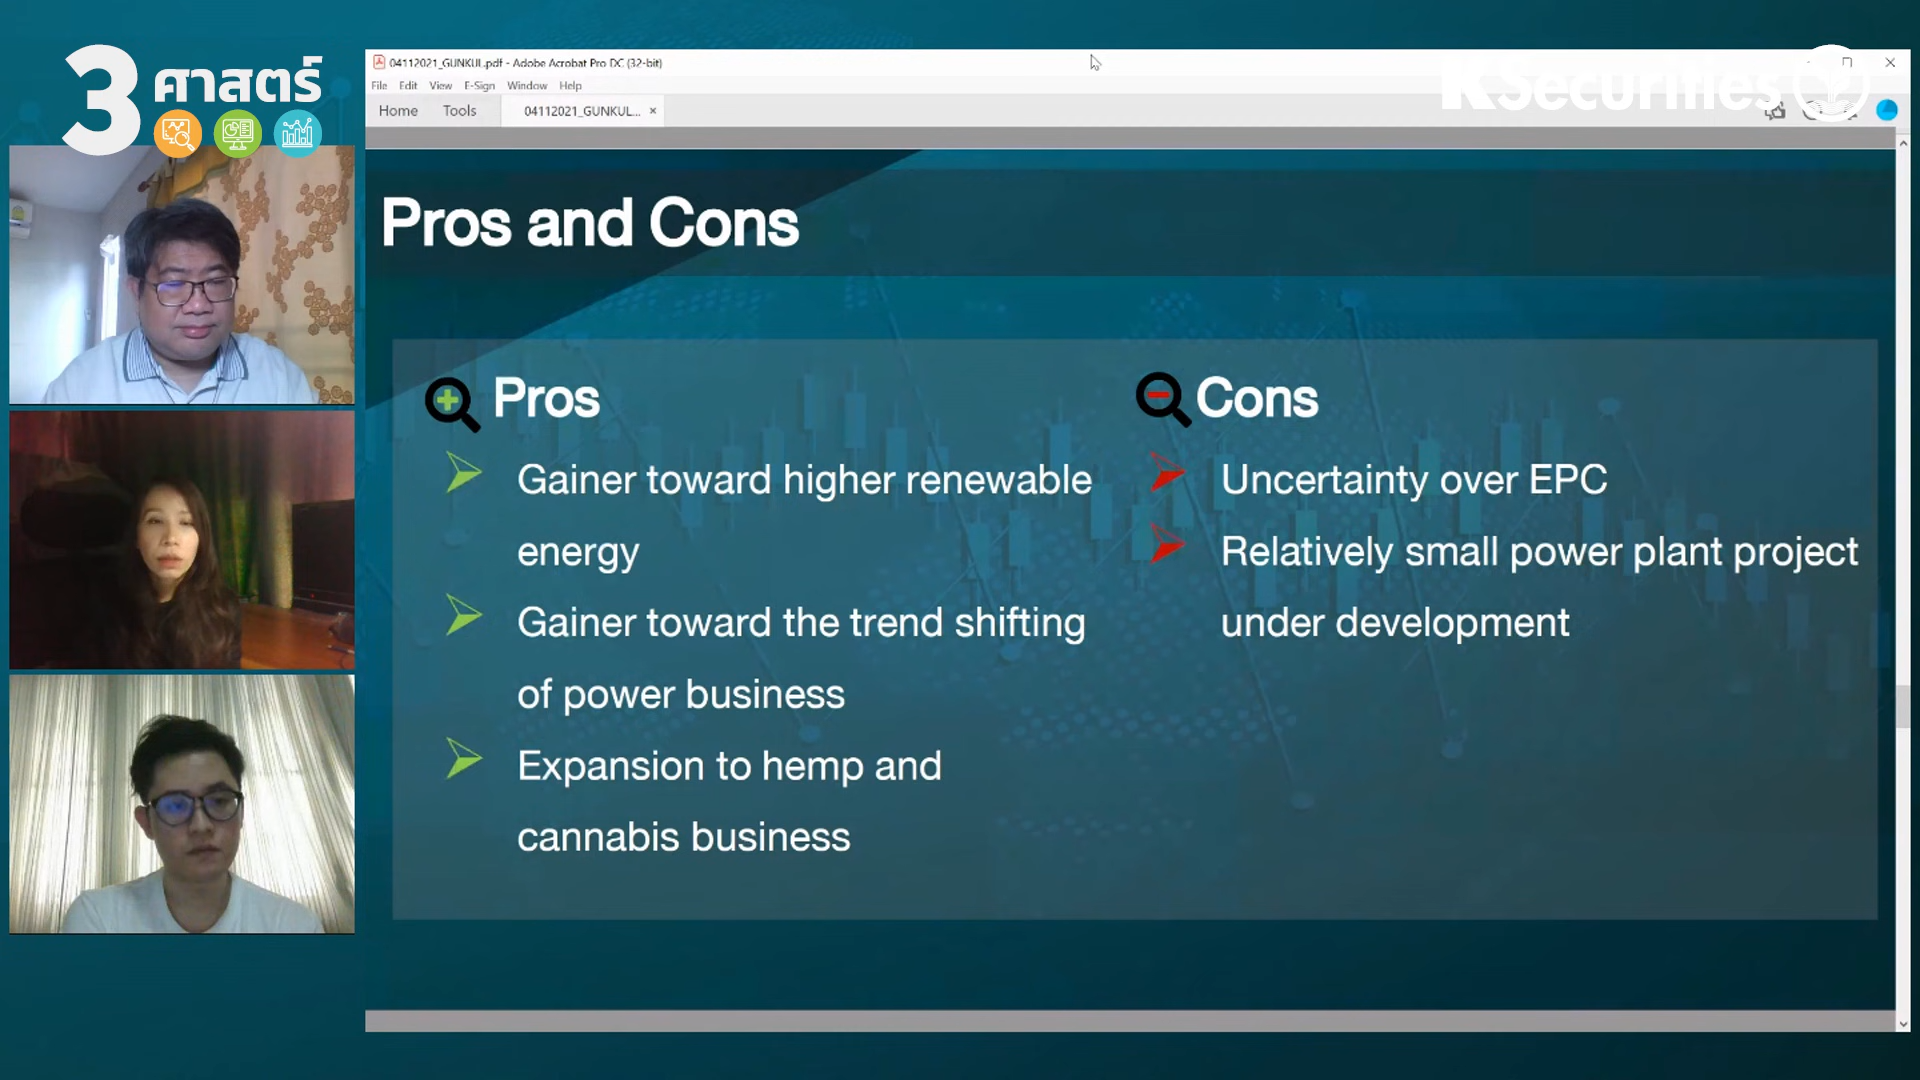 3 ศาสตร์
04112021_GUNKUL.pdf - Adobe Acrobat Pro DC (32-bit)
KSecurities
File Edit View E-Sign Window Help
Home Tools 04112021_GUNKUL... ×
Pros and Cons
Pros
Gainer toward higher renewable
energy
Gainer toward the trend shifting
of power business
Expansion to hemp and
cannabis business
Cons
Uncertainty over EPC
Relatively small power plant project
under development